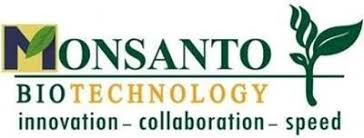 MONSANTO
BIOTECHNOLOGY
innovation – collaboration – speed